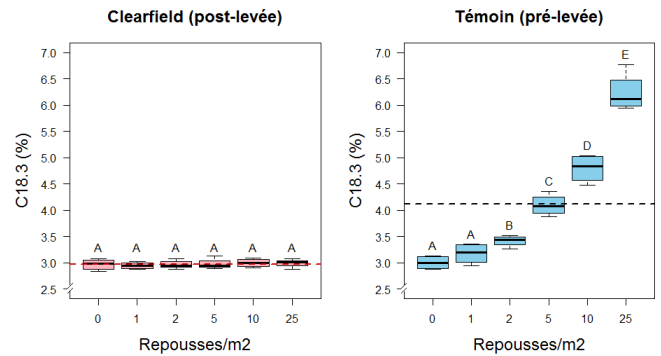 Clearfield (post-levée)
7.0
6.5
6.0
5.5
5.0
4.5
4.0
3.5
3.0
2.5
C18.3 (%)
A A A A A A
0 1 2 5 10 25
Repousses/m2
Témoin (pré-levée)
7.0
6.5
6.0
5.5
5.0
4.5
4.0
3.5
3.0
2.5
C18.3 (%)
A A B C D E
0 1 2 5 10 25
Repousses/m2